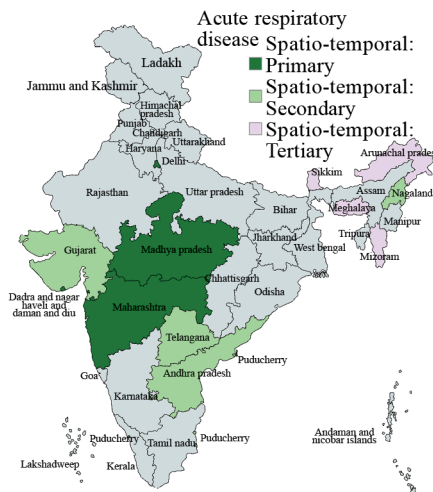 Acute respiratory
disease
Spatio-temporal:
Primary
Spatio-temporal:
Secondary
Spatio-temporal:
Tertiary
Ladakh
Jammu and Kashmir
Himachal
pradesh
Punjab
Chandigarh
Uttarakhand
Haryana
Delhi
Arunachal prades
Sikkim
Rajasthan
Uttar pradesh
Assam
Nagaland
Bihar
Meghalaya
Manipur
Gujarat
Madhya pradesh
Jharkhand
West bengal
Tripura
Mizoram
Chhattisgarh
Odisha
Dadra and nagar
haveli and
daman and diu
Maharashtra
Telangana
Puducherry
Goa
Andhra pradesh
Karnataka
Puducherry
Tamil nadu
Puducherry
Andaman and
nicobar islands
Lakshadweep
Kerala